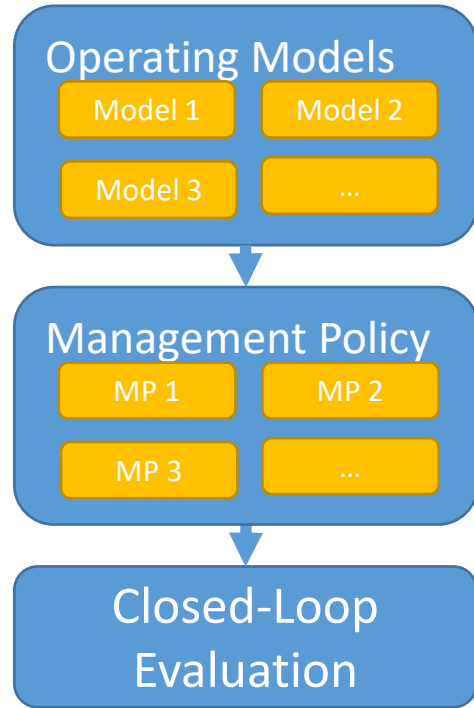 Operating Models
Model 1
Model 2
Model 3
...
Management Policy
MP 1
MP 2
MP 3
...
Closed-Loop
Evaluation